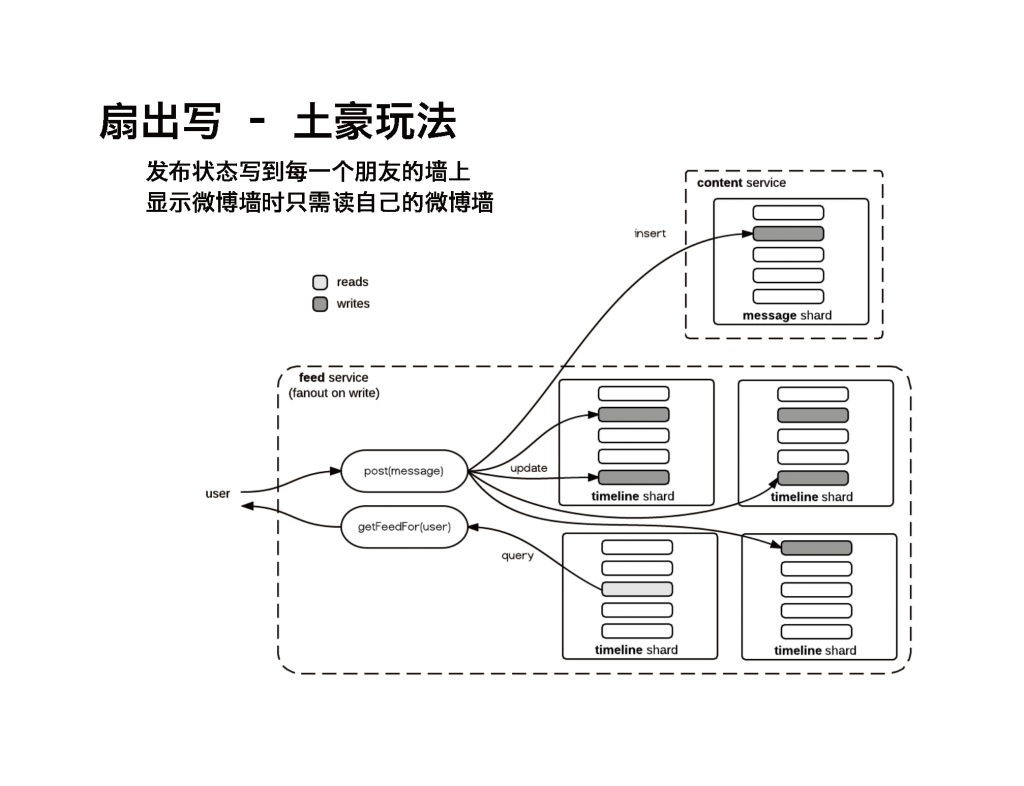 扇出写 - 土豪玩法
发布状态写到每一个朋友的墙上
显示微博墙时只需读自己的微博墙
content service
insert
message shard
reads
writes
feed service
(fanout on write)
post(message)
update
timeline shard
timeline shard
user
getFeedFor(user)
query
timeline shard
timeline shard